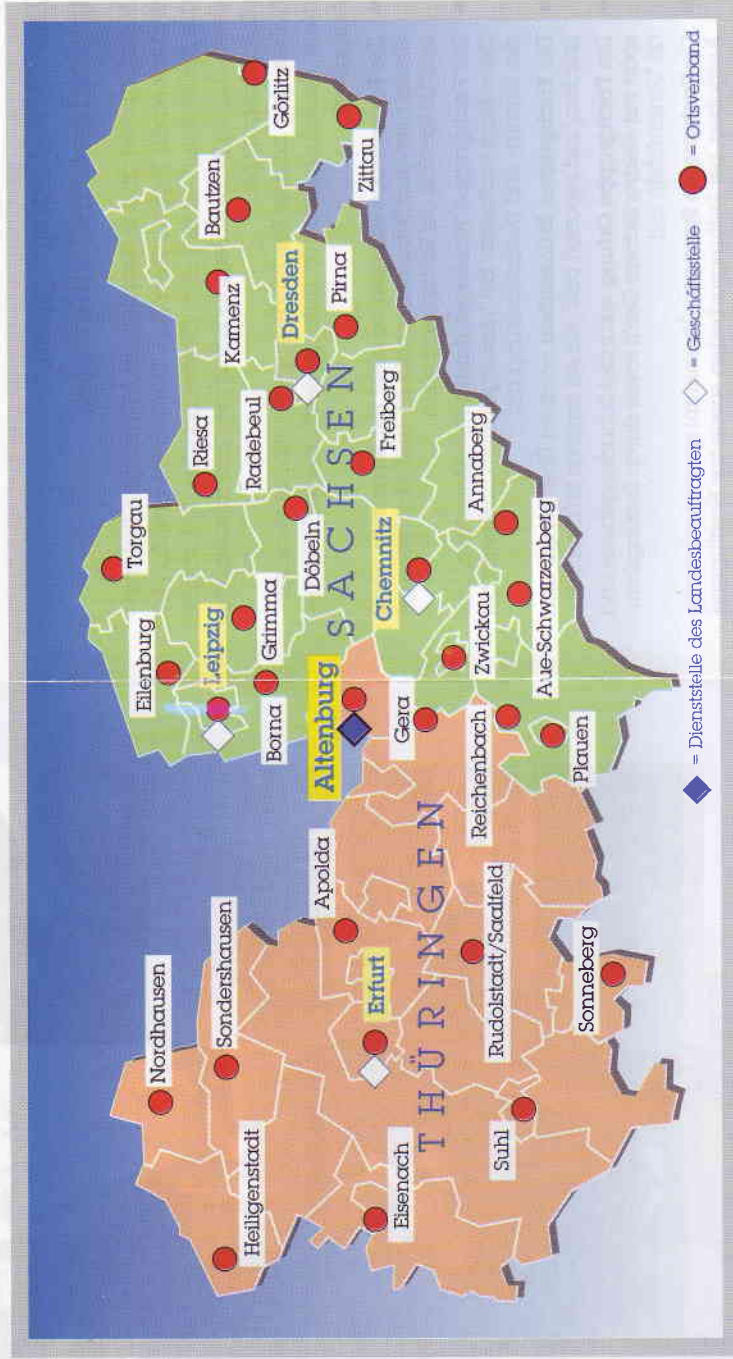 Görlitz
Zittau
Bautzen
Kamenz
Dresden
Pirna
Riesa
Radebeul
Freiberg
Torgau
Döbeln
Chemnitz
Annaberg
Eilenburg
Leipzig
Grimma
Borna
Zwickau
Aue-Schwarzenberg
SACHSEN
Altenburg
Gera
Reichenbach
Plauen
Nordhausen
Sondershausen
Apolda
Heiligenstadt
Erfurt
Eisenach
THÜRINGEN
Rudolstadt/Saalfeld
Suhl
Sonneberg
= Dienststelle des Landesbeauftragten = Geschäftsstelle = Ortsverband